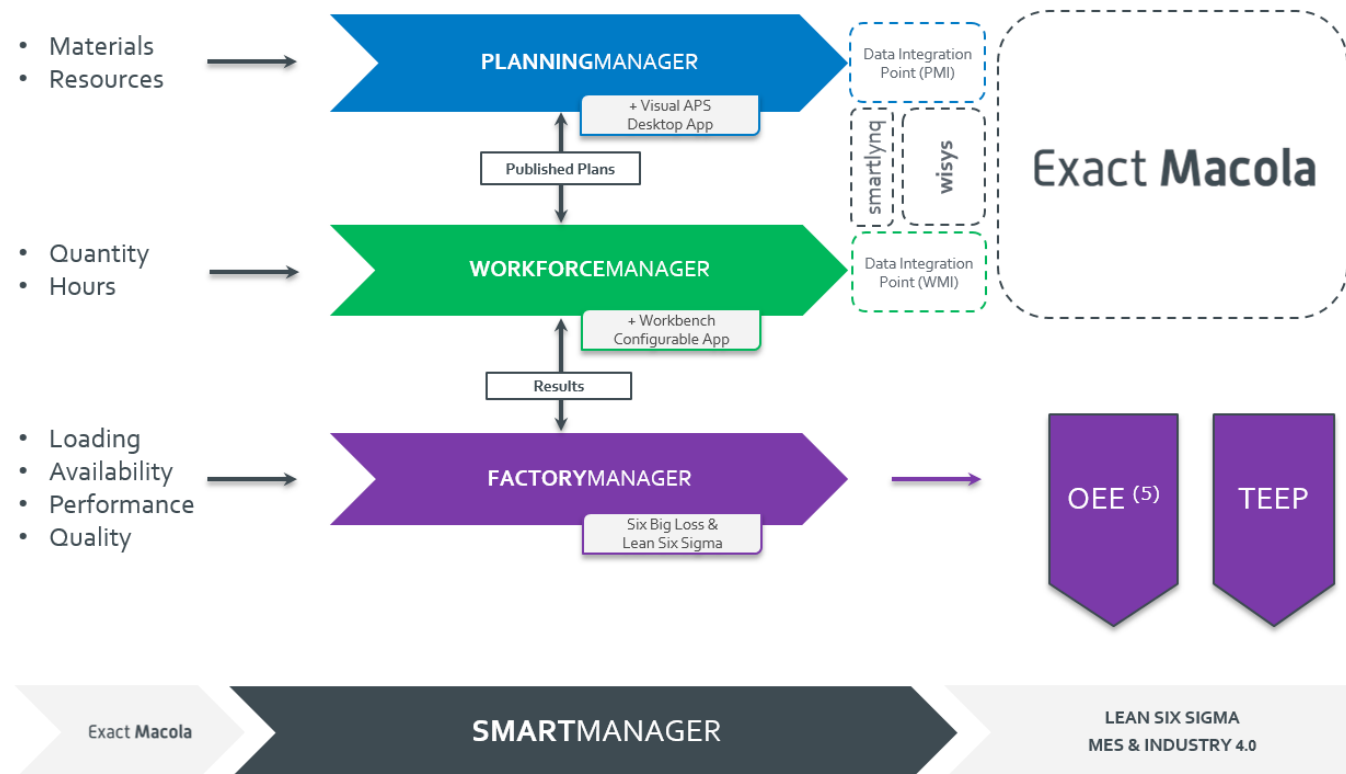 • Materials
• Resources
PLANNINGMANAGER
+ Visual APS
Desktop App
Data Integration
Point (PMI)
smartlynq
wisys
Exact Macola
Published Plans
• Quantity
• Hours
WORKFORCEMANAGER
+ Workbench
Configurable App
Data Integration
Point (WMI)
Results
• Loading
• Availability
• Performance
• Quality
FACTORYMANAGER
Six Big Loss &
Lean Six Sigma
OEE (5)
TEEP
Exact Macola
SMARTMANAGER
LEAN SIX SIGMA
MES & INDUSTRY 4.0